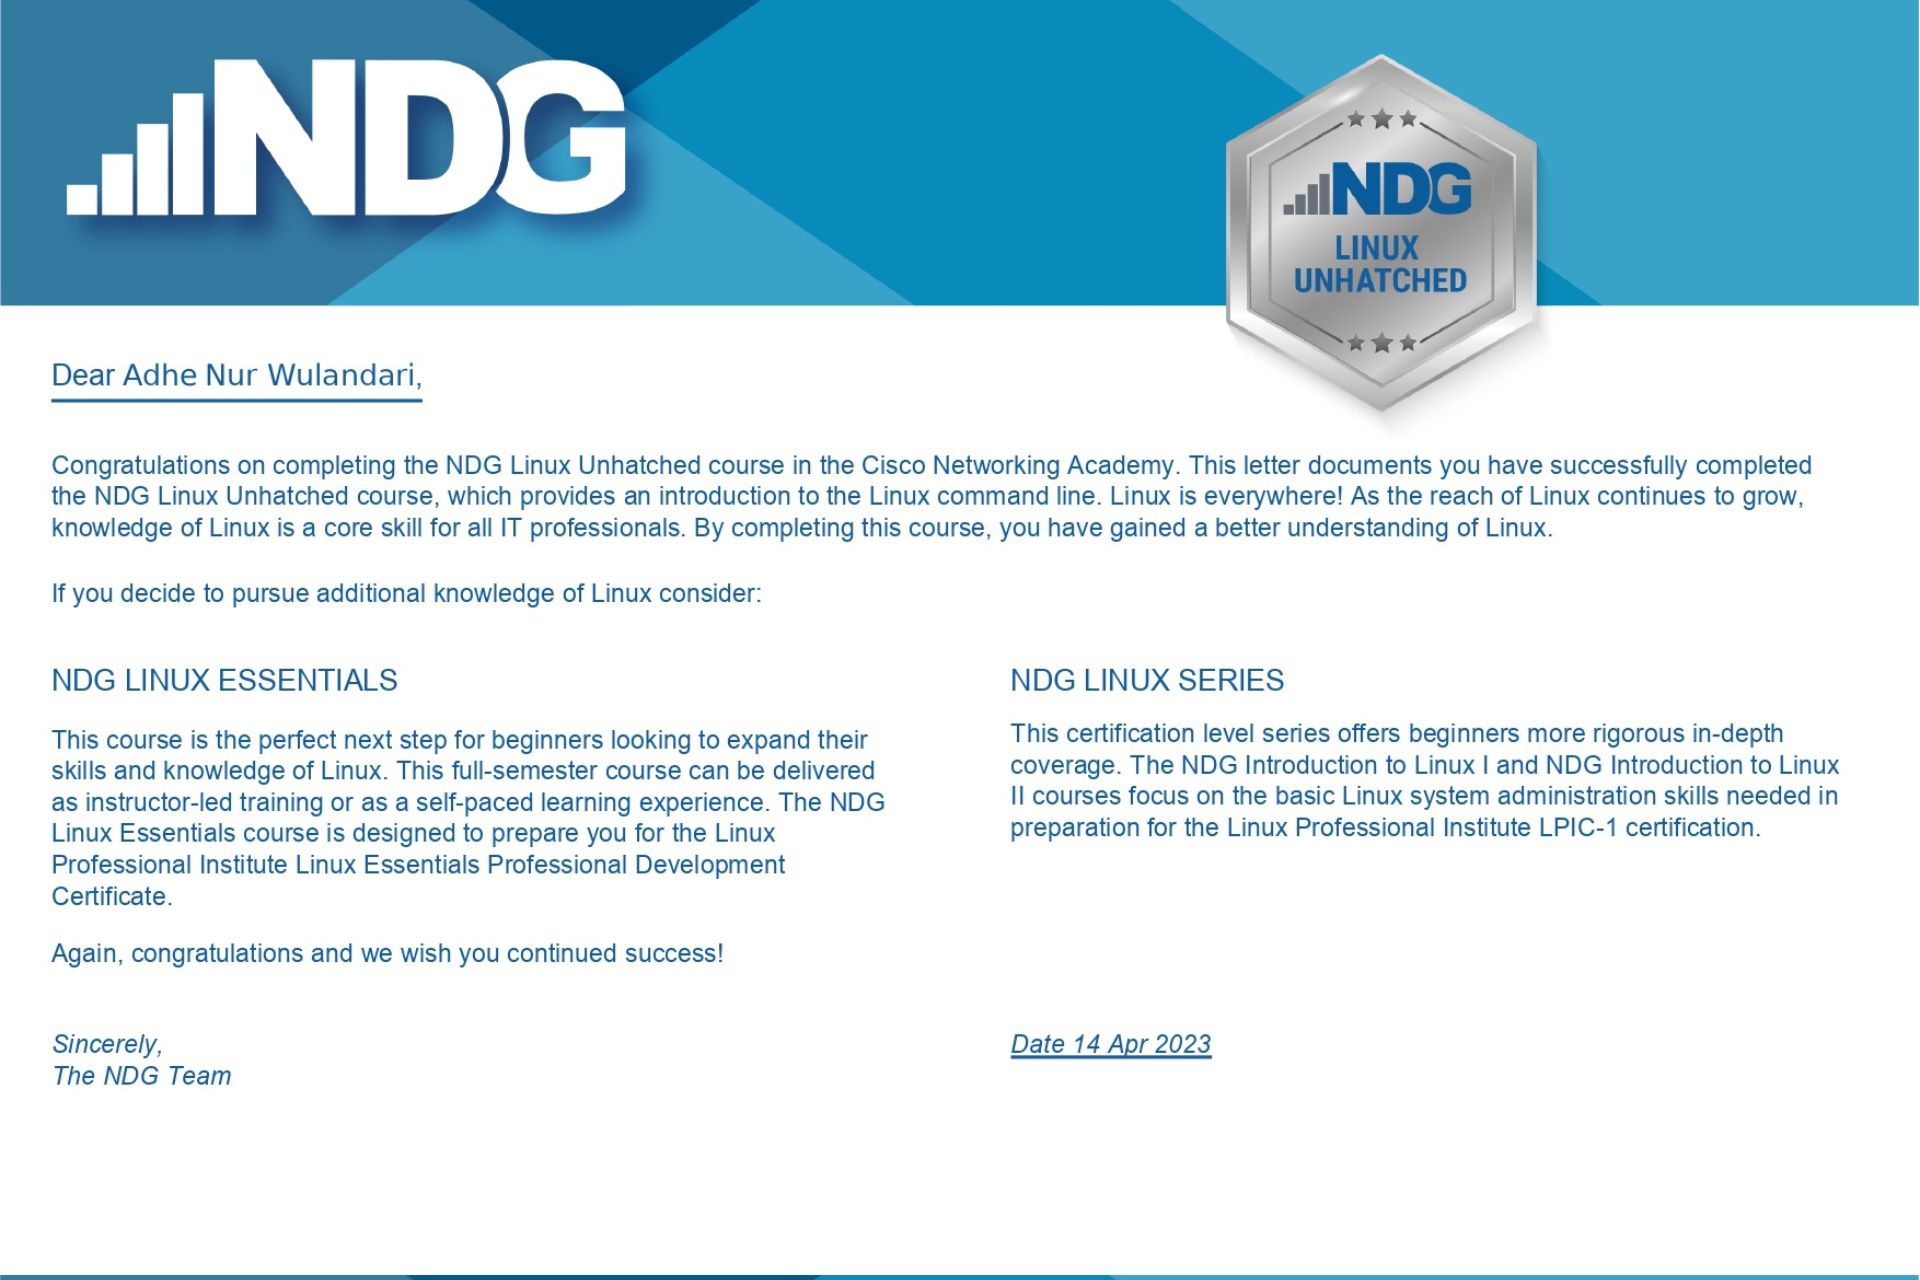 NDG
NDG
LINUX
UNHATCHED
Dear Adhe Nur Wulandari,
Congratulations on completing the NDG Linux Unhatched course in the Cisco Networking Academy. This letter documents you have successfully completed
the NDG Linux Unhatched course, which provides an introduction to the Linux command line. Linux is everywhere! As the reach of Linux continues to grow,
knowledge of Linux is a core skill for all IT professionals. By completing this course, you have gained a better understanding of Linux.
If you decide to pursue additional knowledge of Linux consider:
NDG LINUX ESSENTIALS
This course is the perfect next step for beginners looking to expand their
skills and knowledge of Linux. This full-semester course can be delivered
as instructor-led training or as a self-paced learning experience. The NDG
Linux Essentials course is designed to prepare you for the Linux
Professional Institute Linux Essentials Professional Development
Certificate.
NDG LINUX SERIES
This certification level series offers beginners more rigorous in-depth
coverage. The NDG Introduction to Linux I and NDG Introduction to Linux
II courses focus on the basic Linux system administration skills needed in
preparation for the Linux Professional Institute LPIC-1 certification.
Again, congratulations and we wish you continued success!
Sincerely,
The NDG Team
Date 14 Apr 2023